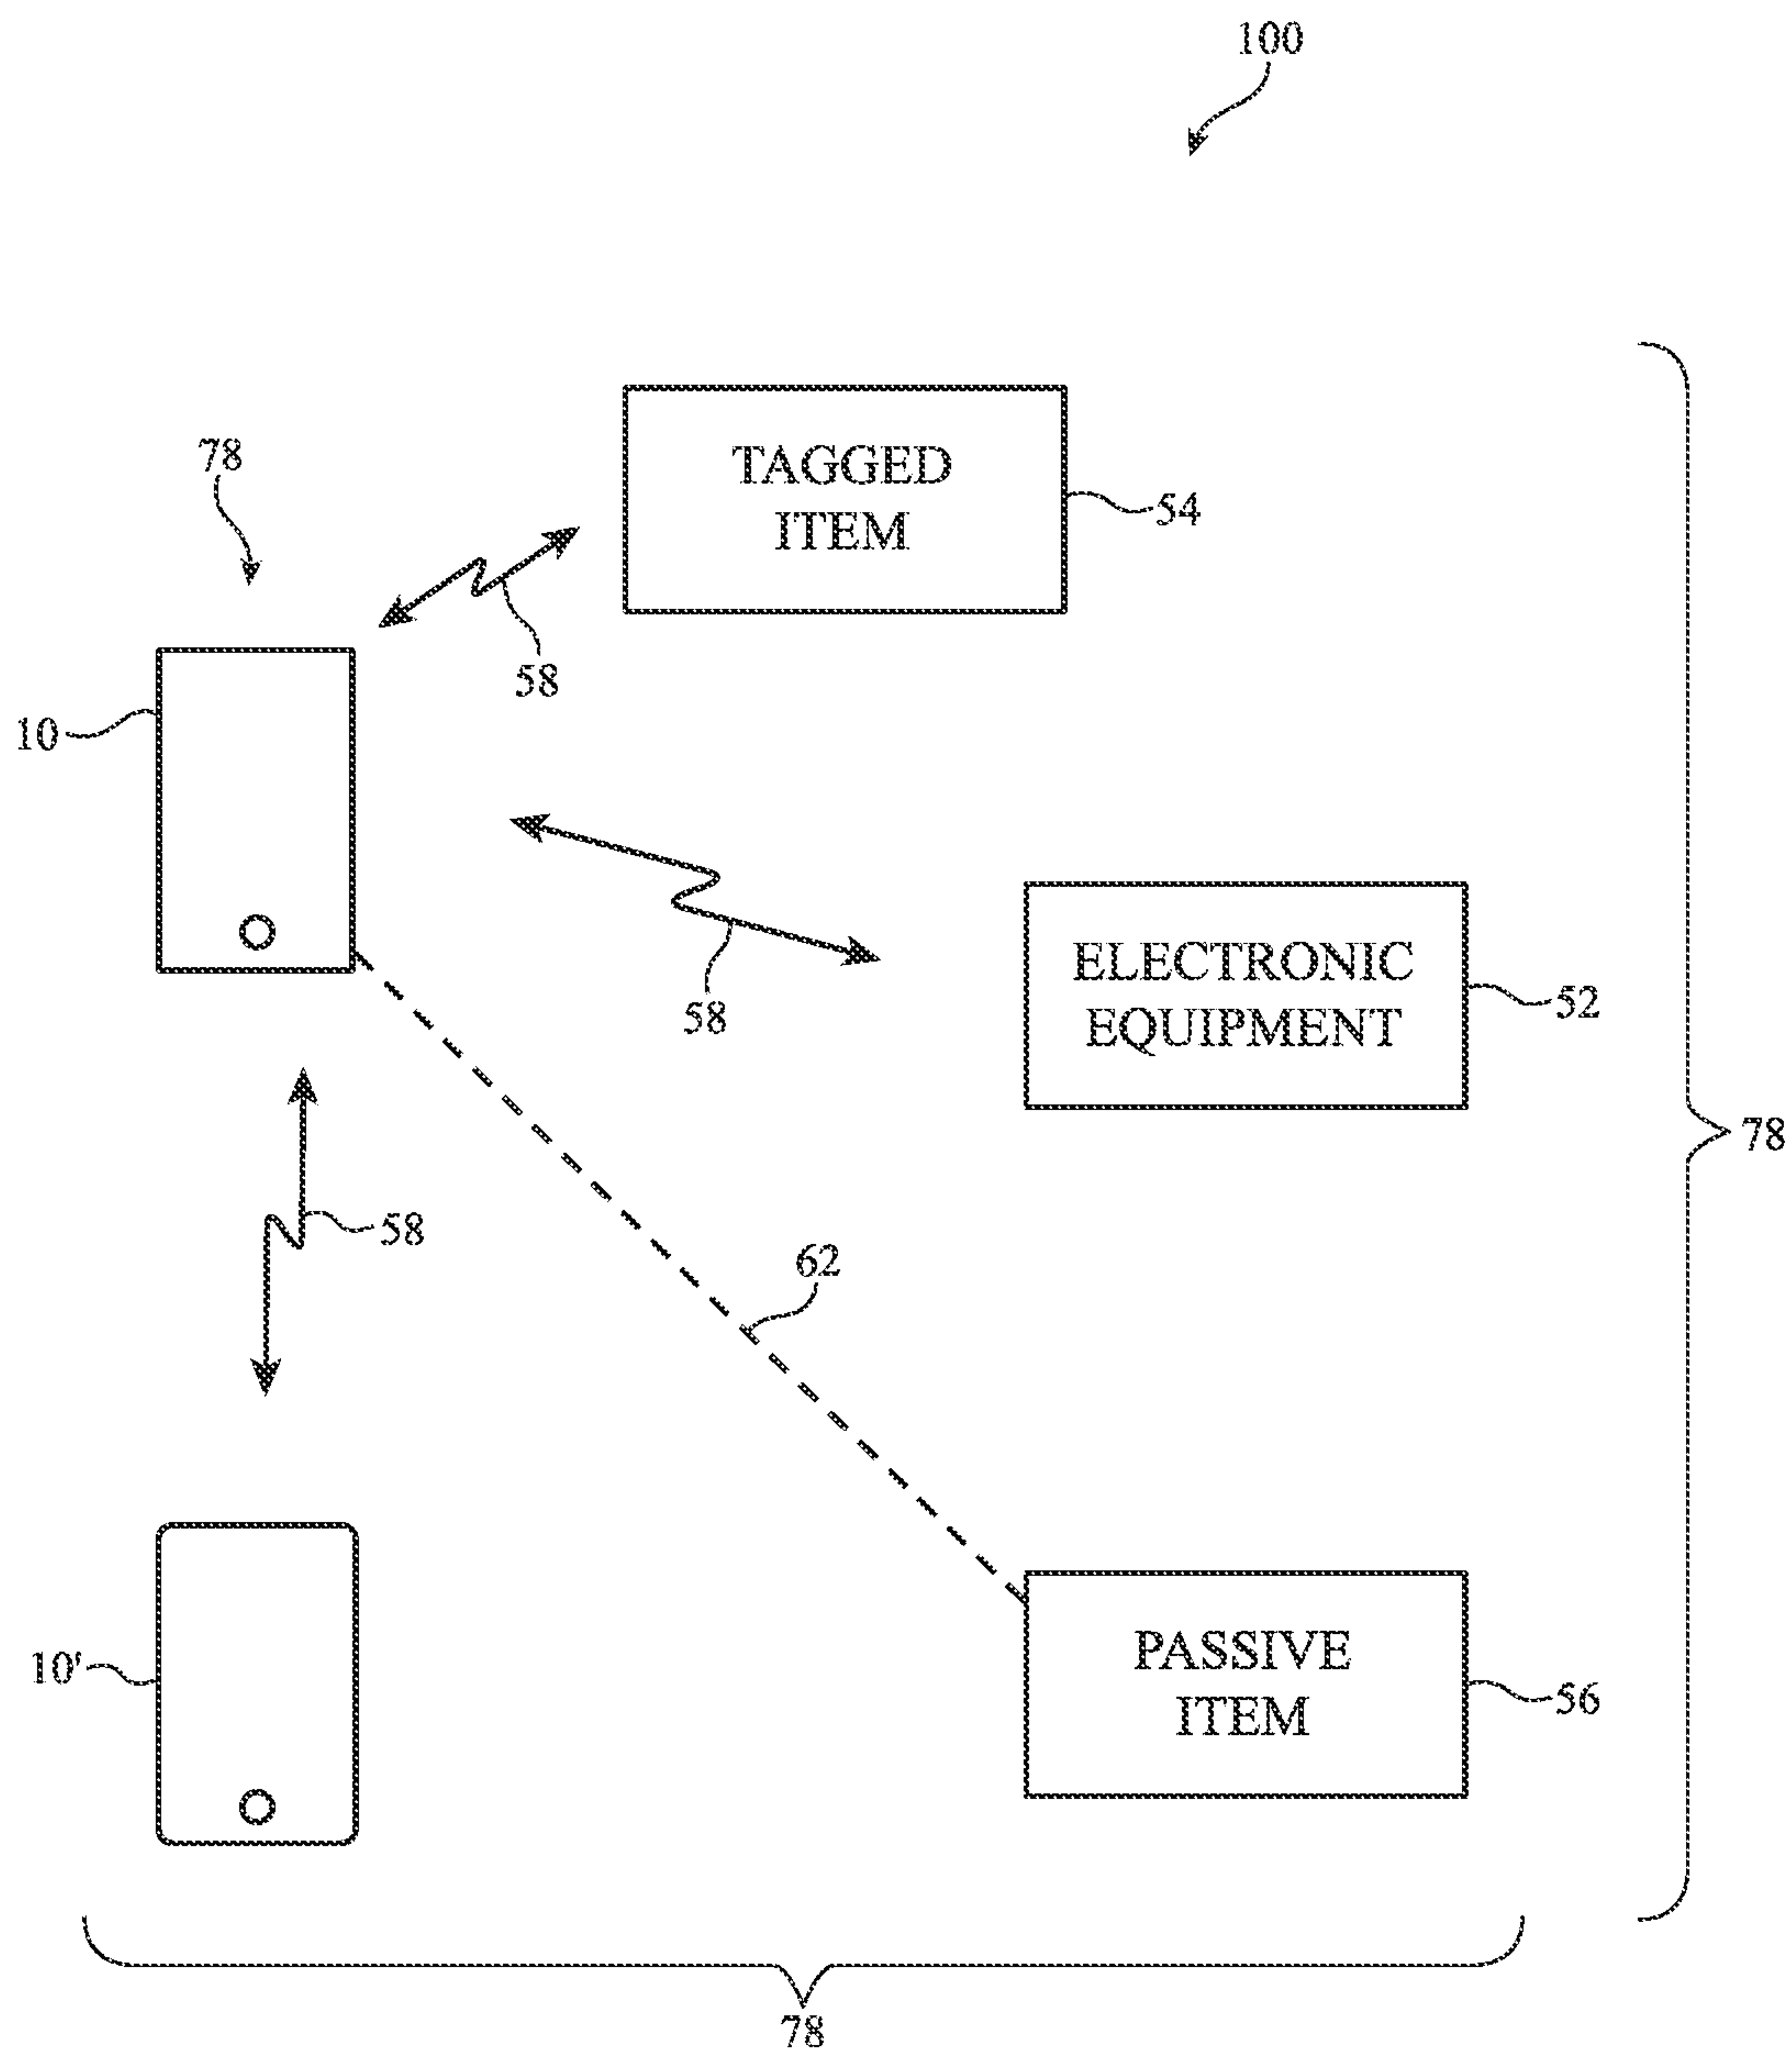 100
78
TAGGED
ITEM
54
58
10
58
ELECTRONIC
EQUIPMENT
52
78
58
62
10'
PASSIVE
ITEM
56
78